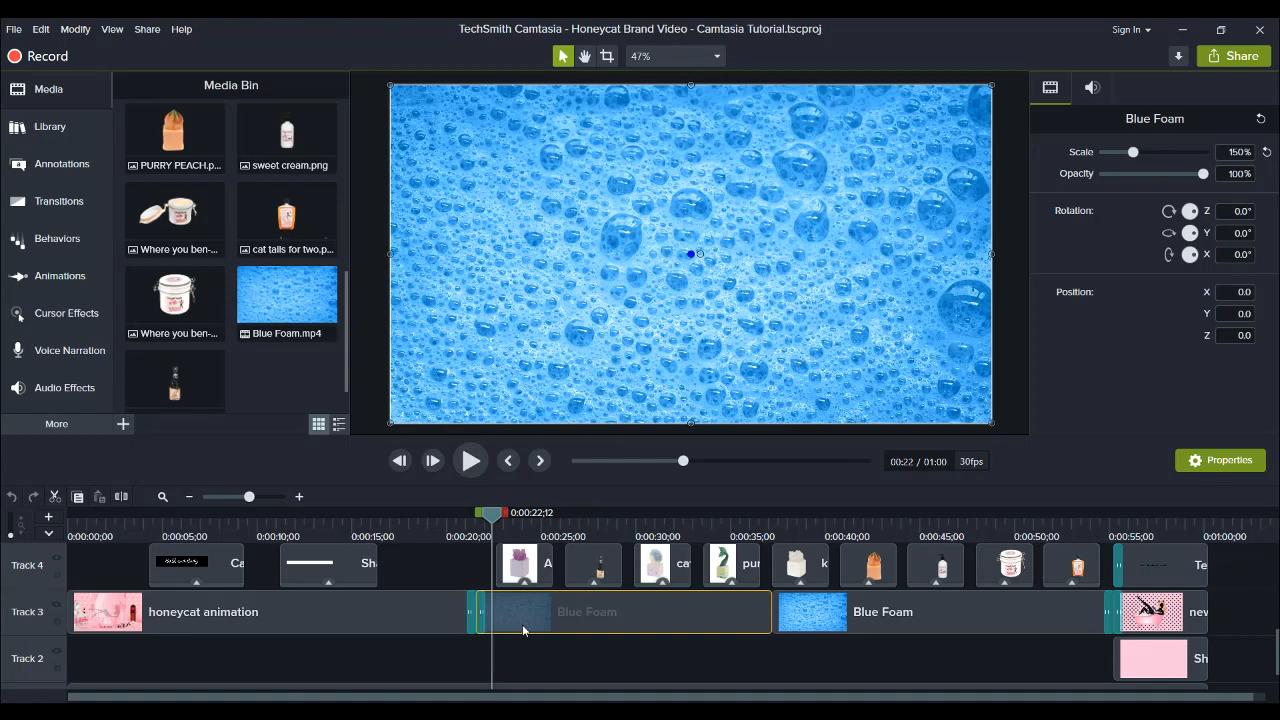 File Edit Modify View Share Help
TechSmith Camtasia - Honeycat Brand Video - Camtasia Tutorial.tscproj
Sign In
Record
47%
Share
Media
Library
Annotations
Transitions
Behaviors
Animations
Cursor Effects
Voice Narration
Audio Effects
More
Media Bin
PURRY PEACH.p...
sweet cream.png
Where you ben-...
cat tails for two.p...
Where you ben-...
Blue Foam.mp4
Blue Foam
Scale 150%
Opacity 100%
Rotation: Z 0.0°
Y 0.0°
X 0.0°
Position: X 0.0
Y 0.0
Z 0.0
00:22 / 01:00 30fps
Properties
0:00:22;12
0:00:00;00 0:00:05;00 0:00:10;00 0:00:15;00 0:00:20;00 0:00:25;00 0:00:30;00 0:00:35;00 0:00:40;00 0:00:45;00 0:00:50;00 0:00:55;00 0:01:00;00
Track 4 Ca Sha A ca pur k Te
Track 3 honeycat animation Blue Foam Blue Foam new
Track 2 Sh